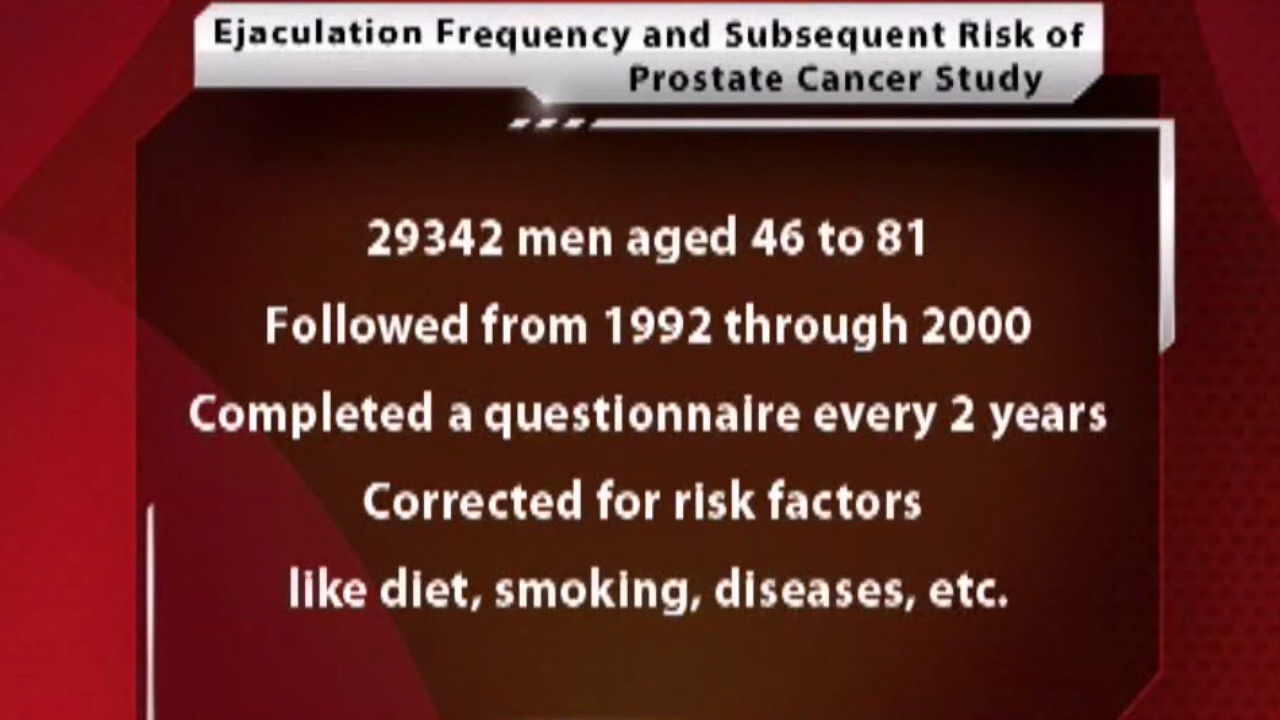 Ejaculation Frequency and Subsequent Risk of
Prostate Cancer Study
29342 men aged 46 to 81
Followed from 1992 through 2000
Completed a questionnaire every 2 years
Corrected for risk factors
like diet, smoking, diseases, etc.